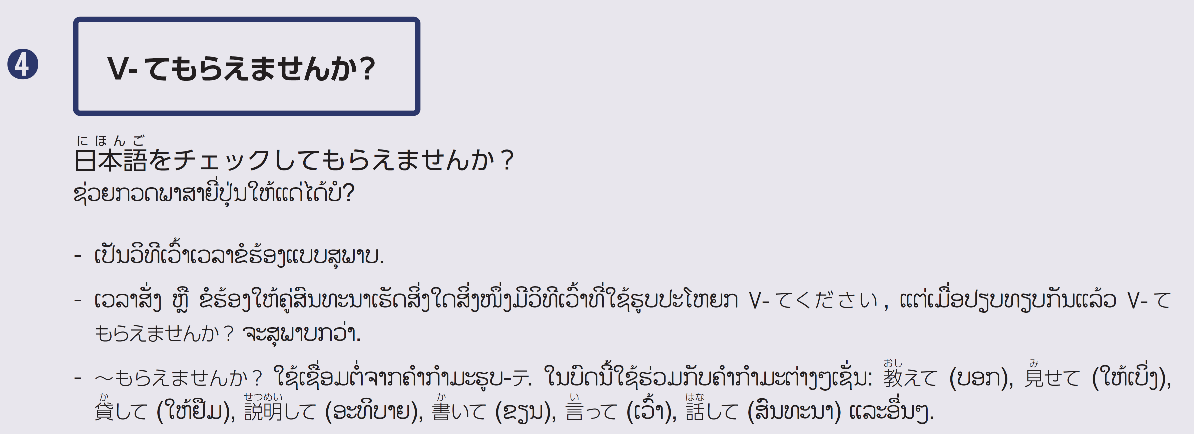 ❹ V- てもらえませんか?
にほんご
日本語をチェックしてもらえませんか？
ຊ່ວຍກວດພາສາຍີ່ປຸ່ນໃຫ້ແດ່ໄດ້ບໍ?
- ເປັນວິທີເວົ້າເວລາຂໍຮ້ອງແບບສຸພາບ.
- ເວລາສັ່ງ ຫຼື ຂໍຮ້ອງໃຫ້ຄູ່ສົນທະນາເຮັດສິ່ງໃດສິ່ງໜຶ່ງມີວິທີເວົ້າທີ່ໃຊ້ຮູບປະໂຫຍກ V- てください , ແຕ່ເມື່ອປຽບທຽບກັນແລ້ວ V- て
もらえませんか？ ຈະສຸພາບກວ່າ.
おし み
- ～もらえませんか？ ໃຊ້ເຊື່ອມຕໍ່ຈາກຄໍາກໍາມະຮູບ-テ. ໃນບົດນີ້ໃຊ້ຮ່ວມກັບຄໍາກໍາມະຕ່າງໆເຊັ່ນ: 教えて (ບອກ), 見せて (ໃຫ້ເບິ່ງ),
か せつめい か い はな
貸して (ໃຫ້ຢືມ), 説明して (ອະທິບາຍ), 書いて (ຂຽນ), 言って (ເວົ້າ), 話して (ສົນທະນາ) ແລະອື່ນໆ.